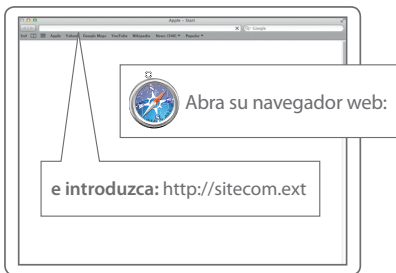 Apple – Start
Google
Apple Yahoo! Google Maps YouTube Wikipedia News (340) Popular
Abra su navegador web:
e introduzca: http://sitecom.ext